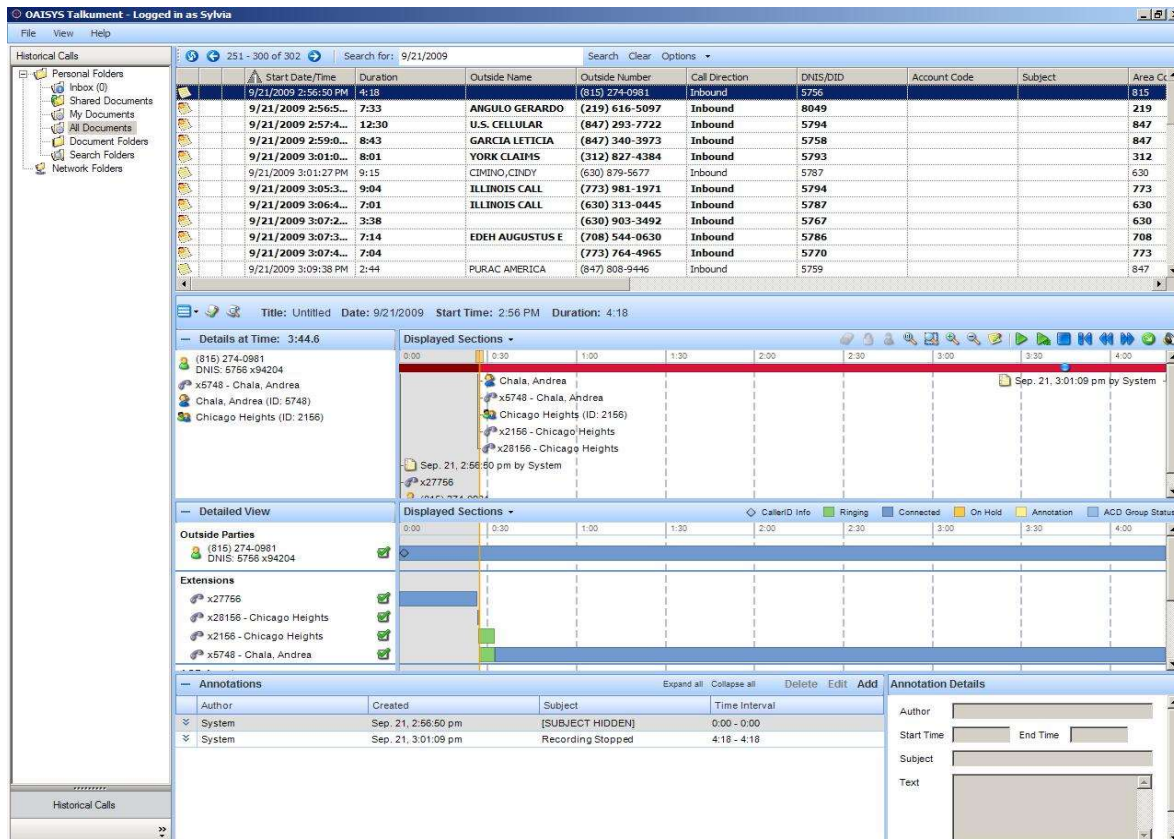 OAISYS Talkument - Logged in as Sylvia
File View Help
Historical Calls
Personal Folders
Inbox (0)
Shared Documents
My Documents
All Documents
Document Folders
Search Folders
Network Folders
Historical Calls
251 - 300 of 302 Search for: 9/21/2009 Search Clear Options
Start Date/Time Duration Outside Name Outside Number Call Direction DNIS/DID Account Code Subject Area Co
9/21/2009 2:56:50 PM 4:18 (815) 274-0981 Inbound 5756 815
9/21/2009 2:56:5... 7:33 ANGULO GERARDO (219) 616-5097 Inbound 8049 219
9/21/2009 2:57:4... 12:30 U.S. CELLULAR (847) 293-7722 Inbound 5794 847
9/21/2009 2:59:0... 8:43 GARCIA LETICIA (847) 340-3973 Inbound 5758 847
9/21/2009 3:01:0... 8:01 YORK CLAIMS (312) 827-4384 Inbound 5793 312
9/21/2009 3:01:27 PM 9:15 CIMINO,CINDY (630) 879-5677 Inbound 5787 630
9/21/2009 3:05:3... 9:04 ILLINOIS CALL (773) 981-1971 Inbound 5794 773
9/21/2009 3:06:4... 7:01 ILLINOIS CALL (630) 313-0445 Inbound 5787 630
9/21/2009 3:07:2... 3:38 (630) 903-3492 Inbound 5767 630
9/21/2009 3:07:3... 7:14 EDEH AUGUSTUS E (708) 544-0630 Inbound 5786 708
9/21/2009 3:07:4... 7:04 (773) 764-4965 Inbound 5770 773
9/21/2009 3:09:38 PM 2:44 PURAC AMERICA (847) 808-9446 Inbound 5759 847
Title: Untitled Date: 9/21/2009 Start Time: 2:56 PM Duration: 4:18
Details at Time: 3:44.6
(815) 274-0981
DNIS: 5756 x94204
x5748 - Chala, Andrea
Chala, Andrea (ID: 5748)
Chicago Heights (ID: 2156)
Displayed Sections
0:00 0:30 1:00 1:30 2:00 2:30 3:00 3:30 4:00
Chala, Andrea Sep. 21, 3:01:09 pm by System
x5748 - Chala, Andrea
Chicago Heights (ID: 2156)
x2156 - Chicago Heights
x28156 - Chicago Heights
Sep. 21, 2:56:50 pm by System
x27756
Detailed View
Displayed Sections CallerID Info Ringing Connected On Hold Annotation ACD Group Status
0:00 0:30 1:00 1:30 2:00 2:30 3:00 3:30 4:00
Outside Parties
(815) 274-0981
DNIS: 5756 x94204
Extensions
x27756
x28156 - Chicago Heights
x2156 - Chicago Heights
x5748 - Chala, Andrea
Annotations Expand all Collapse all Delete Edit Add
Author Created Subject Time Interval
System Sep. 21, 2:56:50 pm [SUBJECT HIDDEN] 0:00 - 0:00
System Sep. 21, 3:01:09 pm Recording Stopped 4:18 - 4:18
Annotation Details
Author
Start Time End Time
Subject
Text